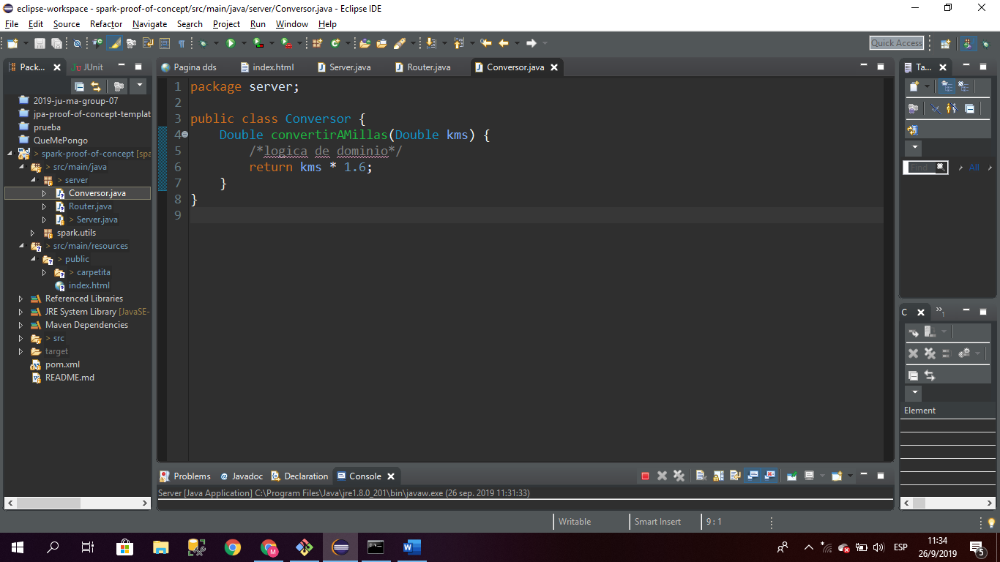 eclipse-workspace - spark-proof-of-concept/src/main/java/server/Conversor.java - Eclipse IDE
File Edit Source Refactor Navigate Search Project Run Window Help
Quick Access
Pack... JUnit
Pagina dds index.html Server.java Router.java Conversor.java
Ta...
2019-ju-ma-group-07
jpa-proof-of-concept-templat
prueba
QueMePongo
> spark-proof-of-concept [spa
> src/main/java
> server
Conversor.java
Router.java
> Server.java
spark.utils
> src/main/resources
> public
> carpetita
index.html
Referenced Libraries
JRE System Library [JavaSE-
Maven Dependencies
> src
target
pom.xml
README.md
1 package server;
2
3 public class Conversor {
4 Double convertirAMillas(Double kms) {
5 /*logica de dominio*/
6 return kms * 1.6;
7 }
8 }
9
Find All
C »1
Element
Problems Javadoc Declaration Console
Server [Java Application] C:\Program Files\Java\jre1.8.0_201\bin\javaw.exe (26 sep. 2019 11:31:33)
Writable Smart Insert 9 : 1
ESP 11:34
26/9/2019 5